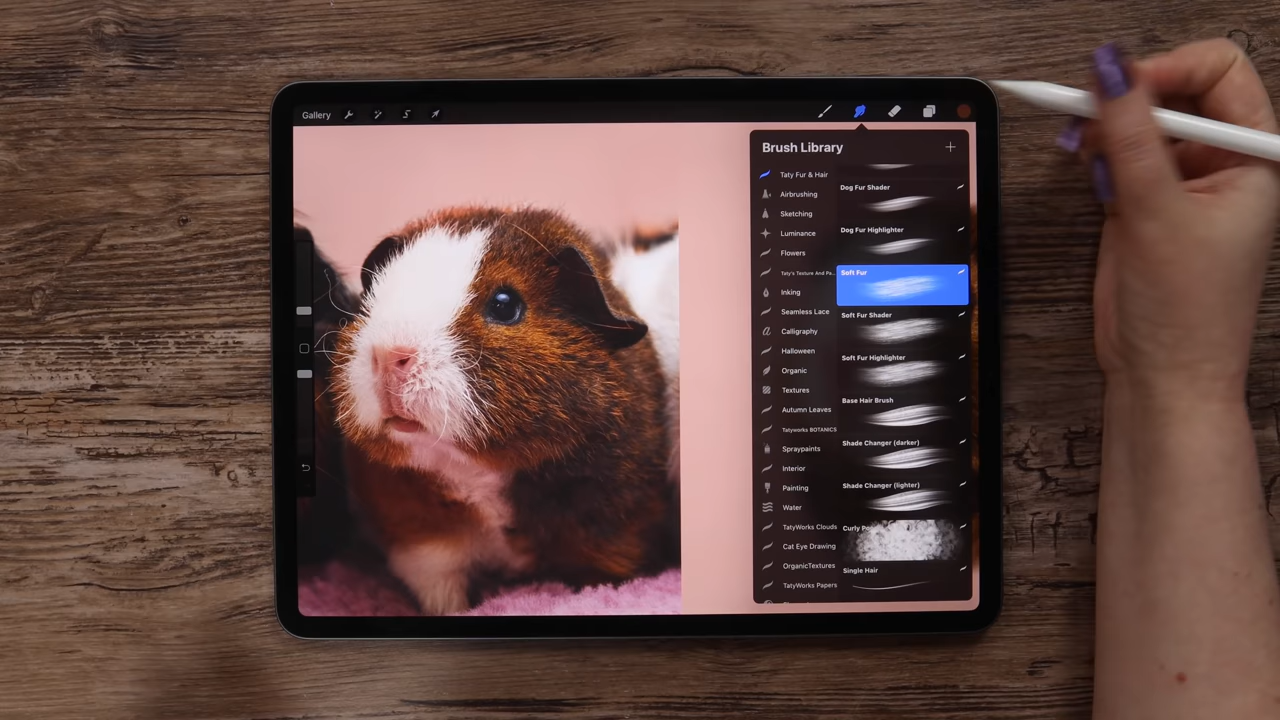 Gallery
Brush Library
Taty Fur & Hair
Airbrushing
Sketching
Luminance
Flowers
Taty's Texture And Pa...
Inking
Seamless Lace
Calligraphy
Halloween
Organic
Textures
Autumn Leaves
Tatyworks BOTANICS
Spraypaints
Interior
Painting
Water
TatyWorks Clouds
Cat Eye Drawing
OrganicTextures
TatyWorks Papers
Dog Fur Shader
Dog Fur Highlighter
Soft Fur
Soft Fur Shader
Soft Fur Highlighter
Base Hair Brush
Shade Changer (darker)
Shade Changer (lighter)
Curly
Single Hair